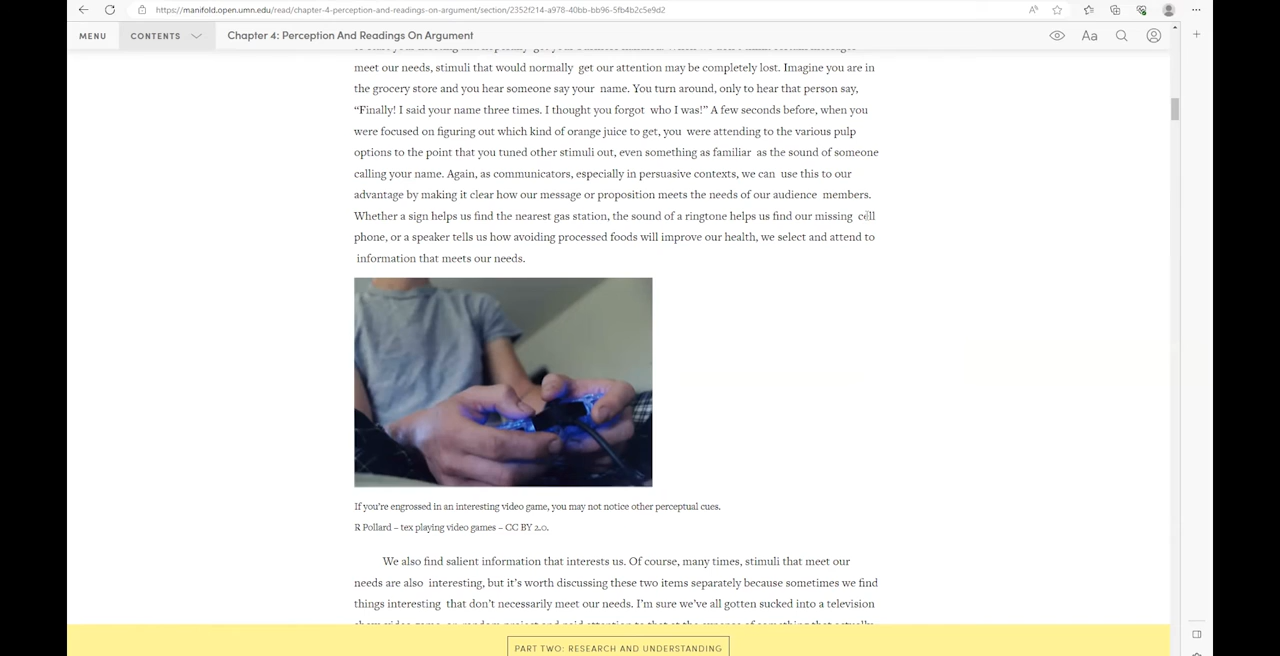 https://manifold.open.umn.edu/read/chapter-4-perception-and-readings-on-argument/section/2352f214-a978-40bb-bb96-5fb4b2c5e9d2
MENU
CONTENTS
Chapter 4: Perception And Readings On Argument
Aa
meet our needs, stimuli that would normally get our attention may be completely lost. Imagine you are in
the grocery store and you hear someone say your name. You turn around, only to hear that person say,
“Finally! I said your name three times. I thought you forgot who I was!” A few seconds before, when you
were focused on figuring out which kind of orange juice to get, you were attending to the various pulp
options to the point that you tuned other stimuli out, even something as familiar as the sound of someone
calling your name. Again, as communicators, especially in persuasive contexts, we can use this to our
advantage by making it clear how our message or proposition meets the needs of our audience members.
Whether a sign helps us find the nearest gas station, the sound of a ringtone helps us find our missing cell
phone, or a speaker tells us how avoiding processed foods will improve our health, we select and attend to
information that meets our needs.
If you’re engrossed in an interesting video game, you may not notice other perceptual cues.
R Pollard – tex playing video games – CC BY 2.0.
We also find salient information that interests us. Of course, many times, stimuli that meet our
needs are also interesting, but it’s worth discussing these two items separately because sometimes we find
things interesting that don’t necessarily meet our needs. I’m sure we’ve all gotten sucked into a television
PART TWO: RESEARCH AND UNDERSTANDING